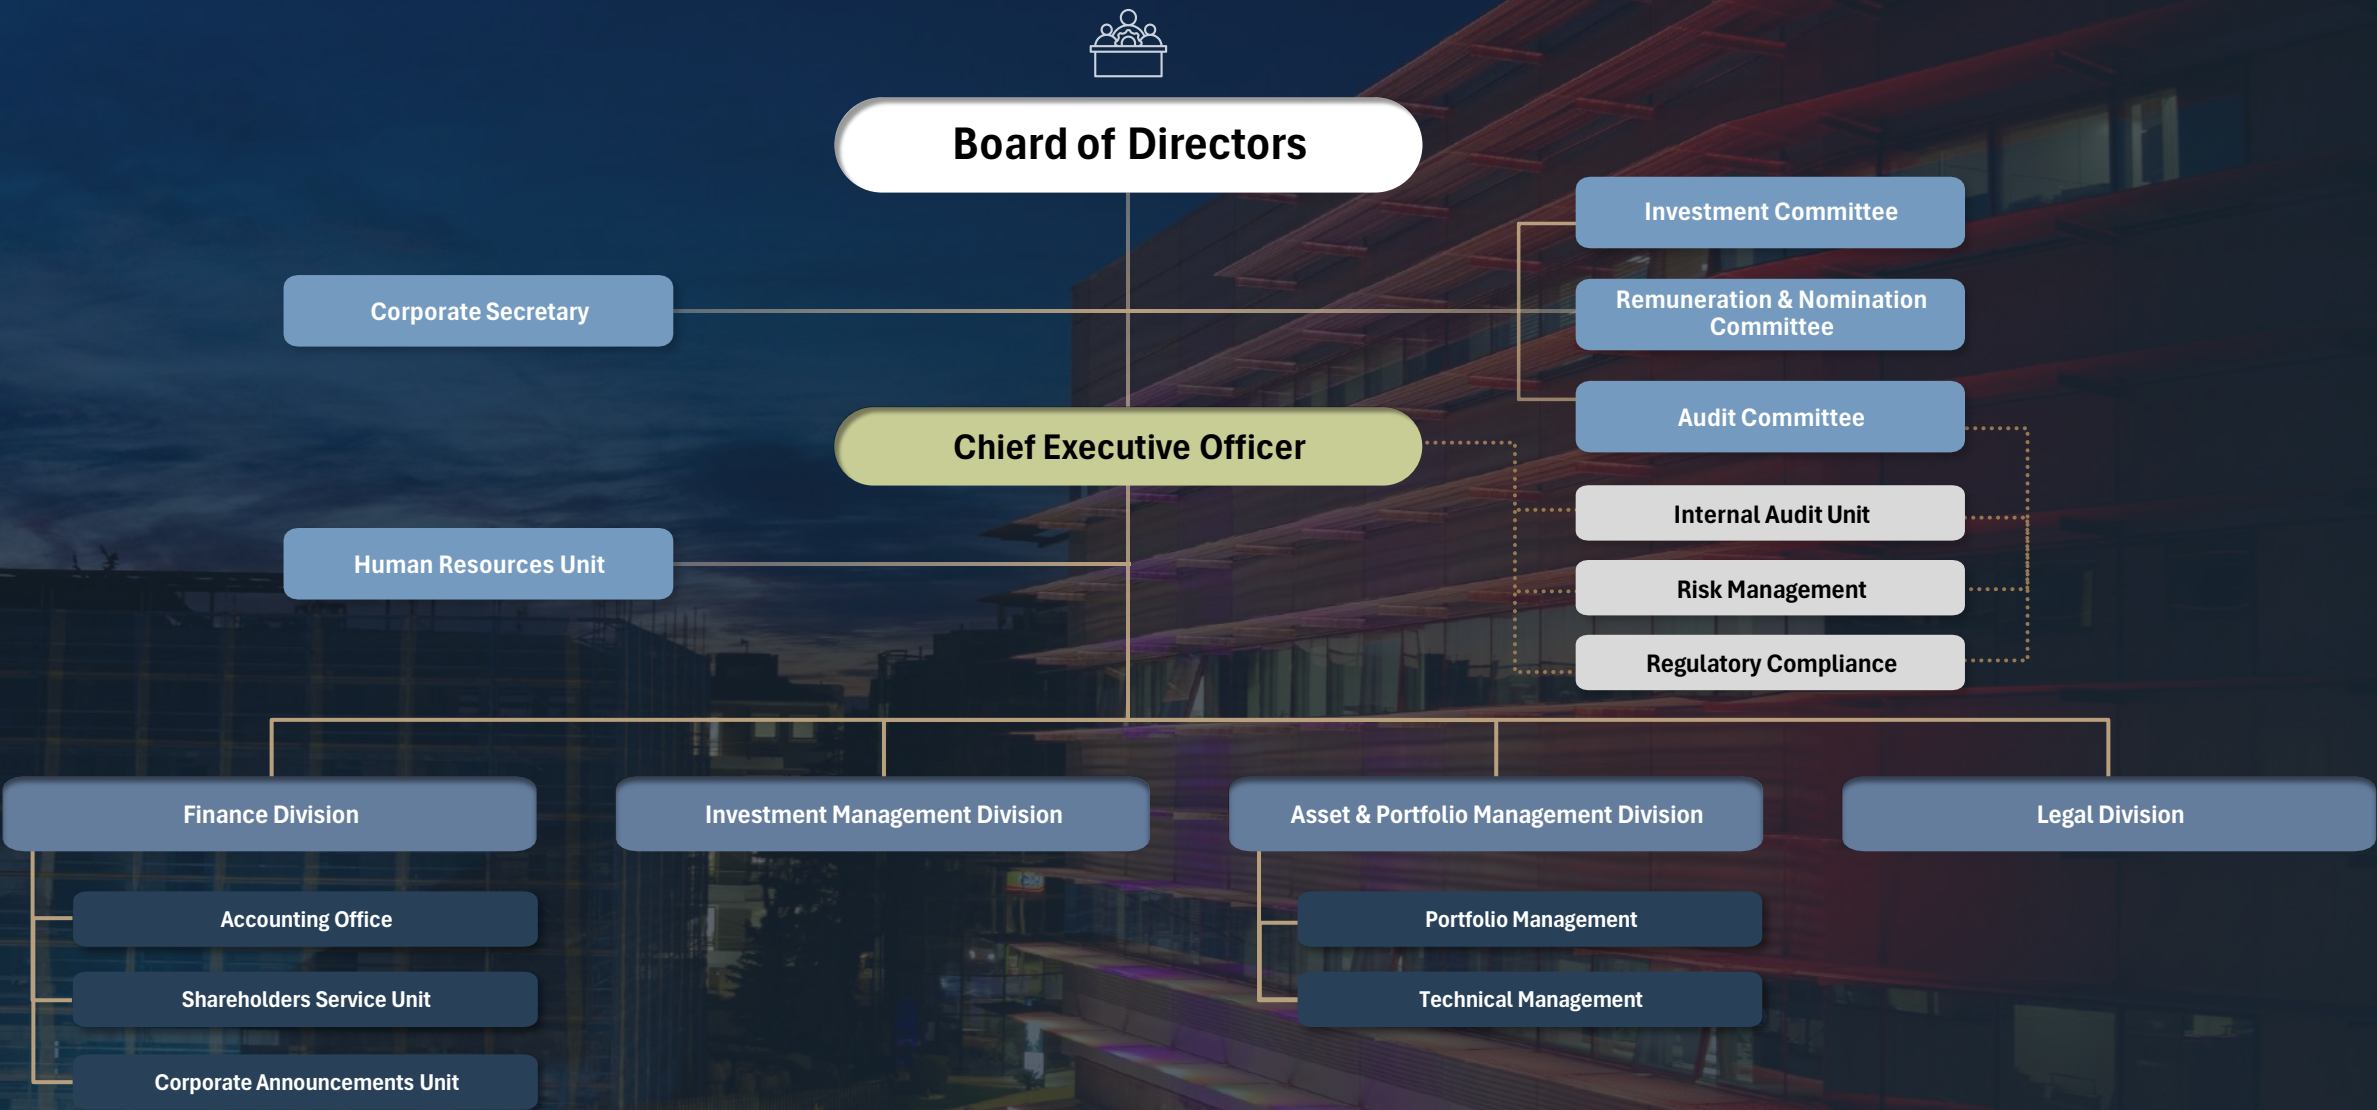 Board of Directors
Investment Committee
Corporate Secretary
Remuneration & Nomination
Committee
Audit Committee
Chief Executive Officer
Internal Audit Unit
Human Resources Unit
Risk Management
Regulatory Compliance
Finance Division
Investment Management Division
Asset & Portfolio Management Division
Legal Division
Accounting Office
Portfolio Management
Shareholders Service Unit
Technical Management
Corporate Announcements Unit